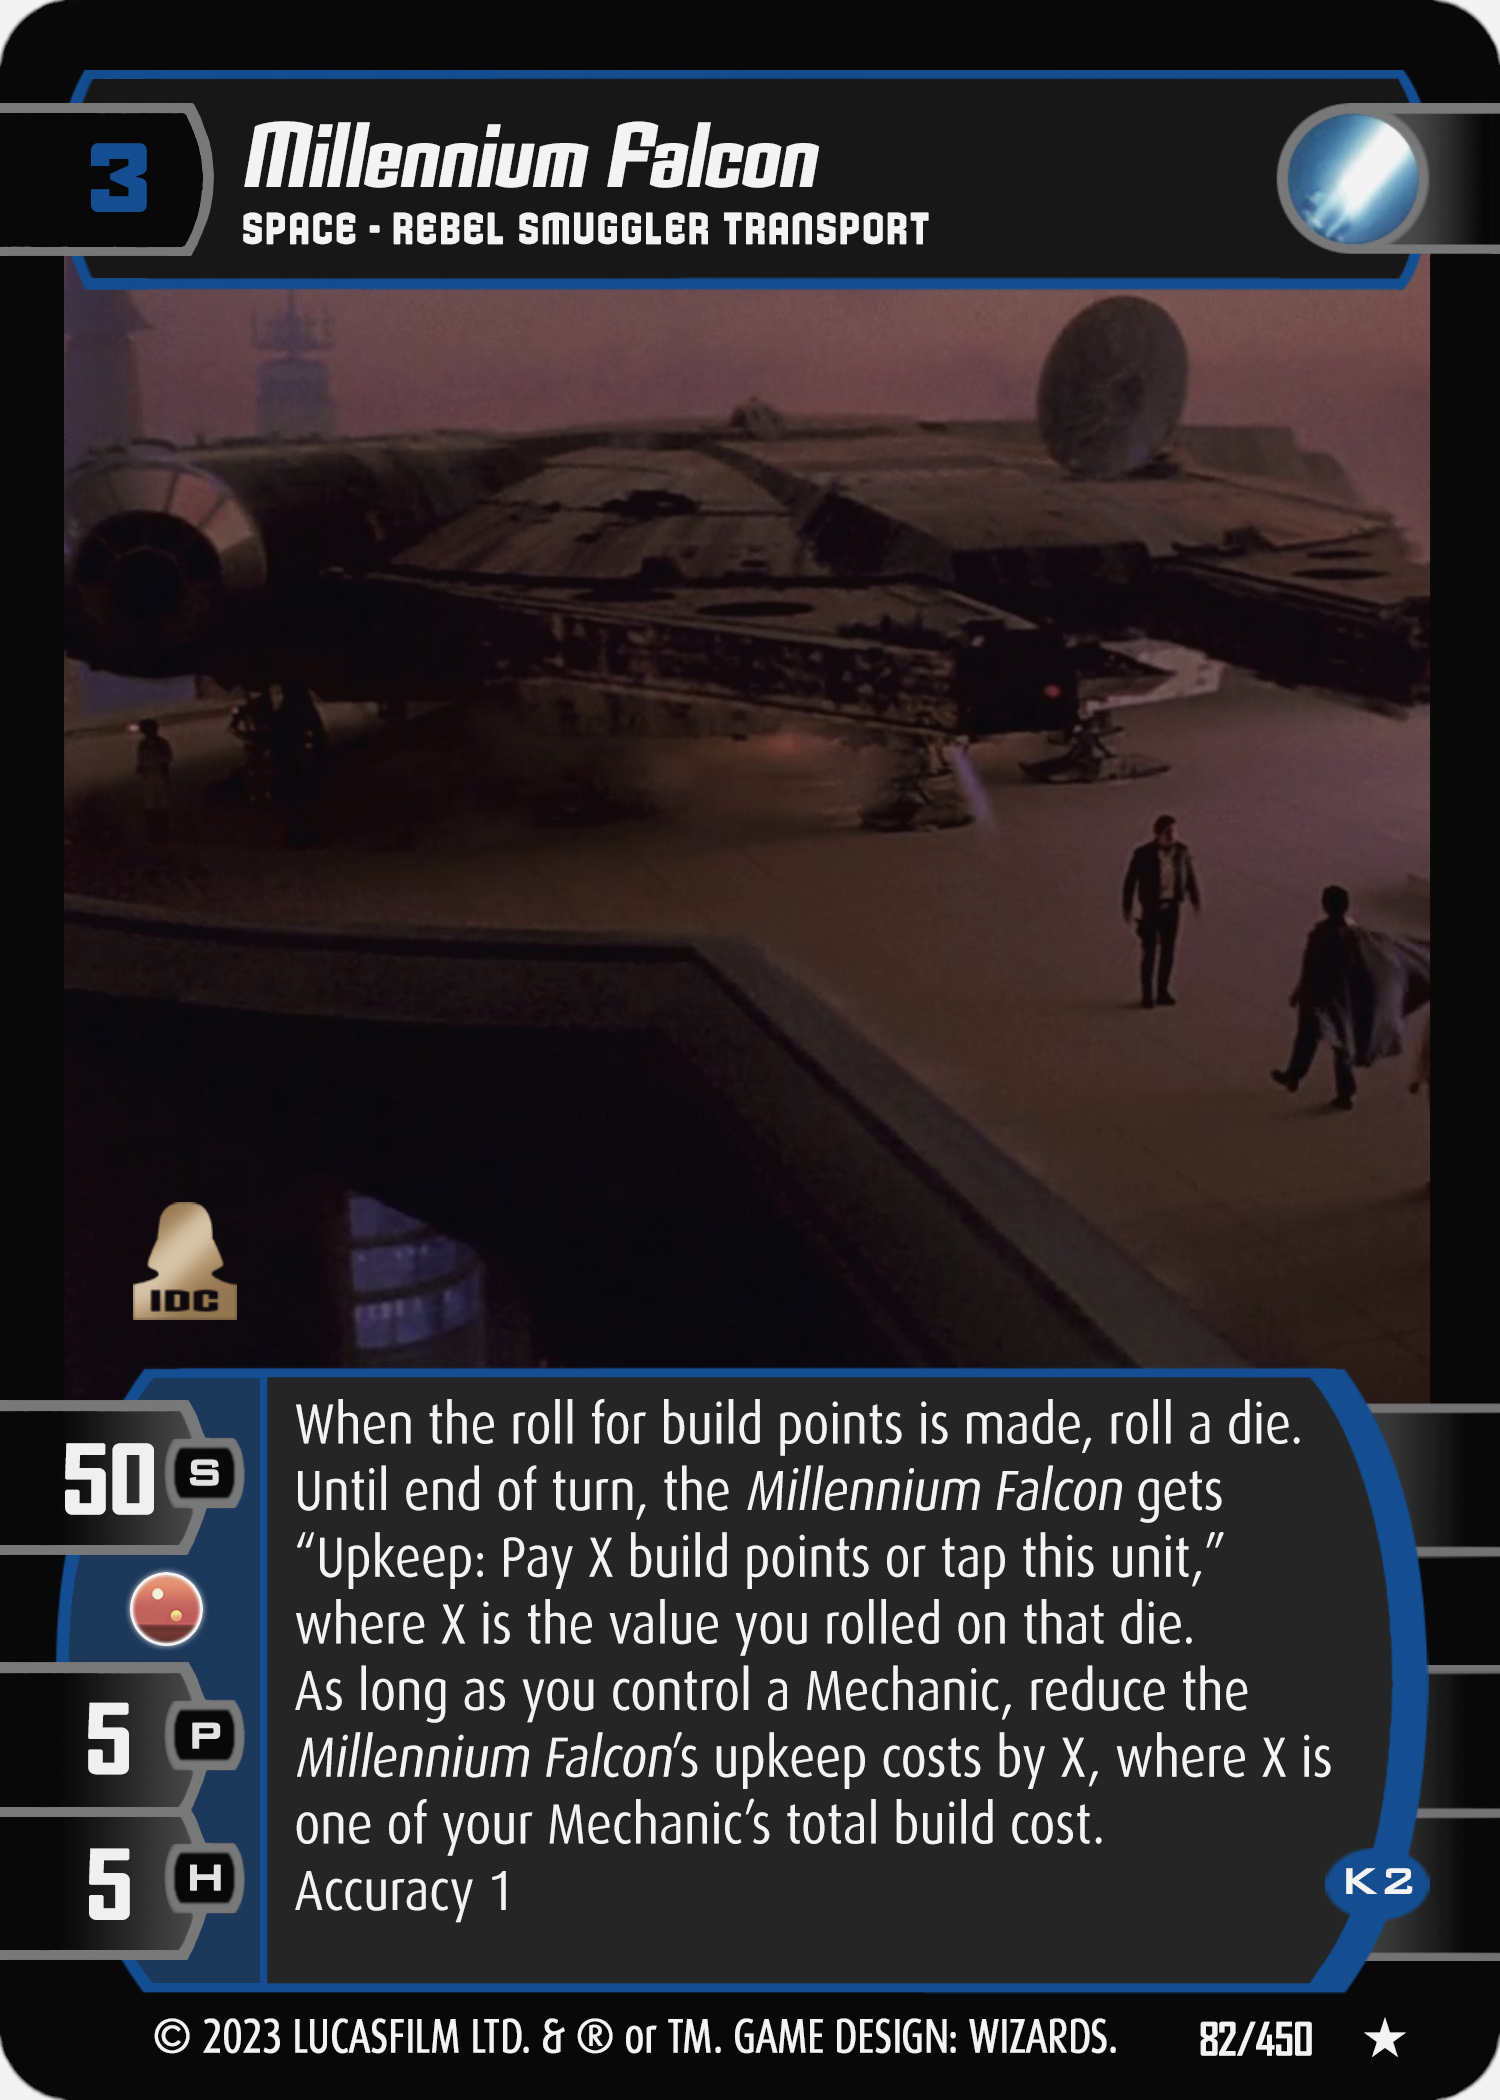 3
Millennium Falcon
SPACE - REBEL SMUGGLER TRANSPORT
IDC
50 S
5 P
5 H
When the roll for build points is made, roll a die.
Until end of turn, the Millennium Falcon gets
“Upkeep: Pay X build points or tap this unit,”
where X is the value you rolled on that die.
As long as you control a Mechanic, reduce the
Millennium Falcon’s upkeep costs by X, where X is
one of your Mechanic’s total build cost.
Accuracy 1
K2
© 2023 LUCASFILM LTD. & ® or TM. GAME DESIGN: WIZARDS. 82/450 ★